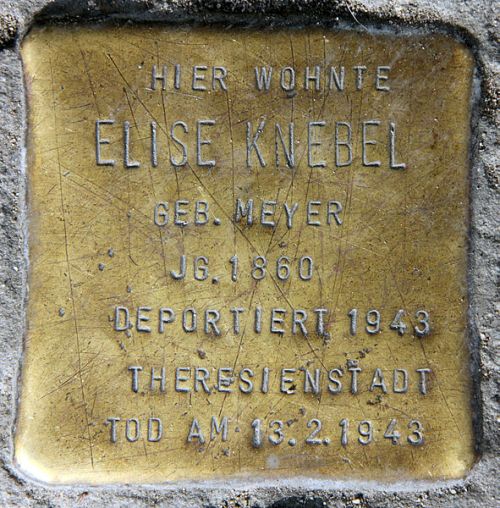 HIER WOHNTE
ELISE KNEBEL
GEB. MEYER
JG. 1860
DEPORTIERT 1943
THERESIENSTADT
TOD AM 13.2.1943